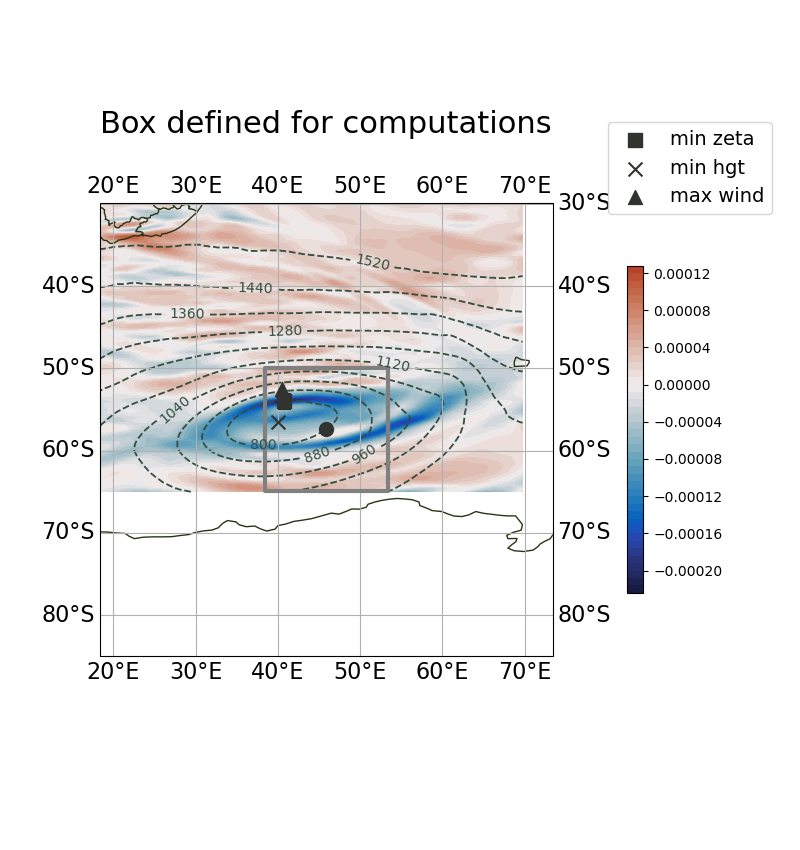 Box defined for computations
min zeta
min hgt
max wind
20°E 30°E 40°E 50°E 60°E 70°E
30°S
40°S 40°S
50°S 50°S
60°S 60°S
70°S 70°S
80°S 80°S
20°E 30°E 40°E 50°E 60°E 70°E
1520
1440
1360
1280
1120
1040
800
880
960
0.00012
0.00008
0.00004
0.00000
−0.00004
−0.00008
−0.00012
−0.00016
−0.00020